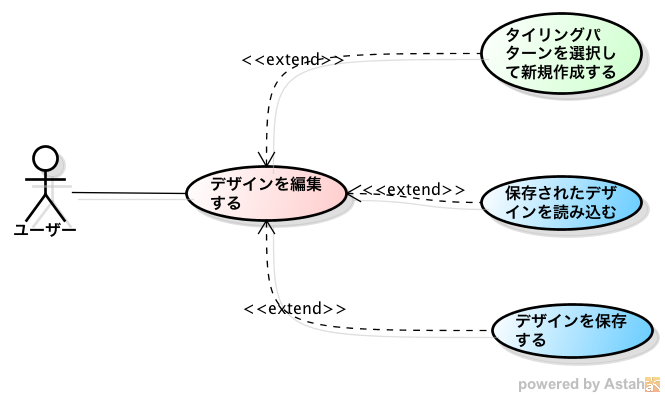 タイリングパ
ターンを選択し
て新規作成する
<<extend>>
デザインを編集
する
<<extend>>
保存されたデザ
インを読み込む
ユーザー
<<extend>>
デザインを保存
する
powered by Astah